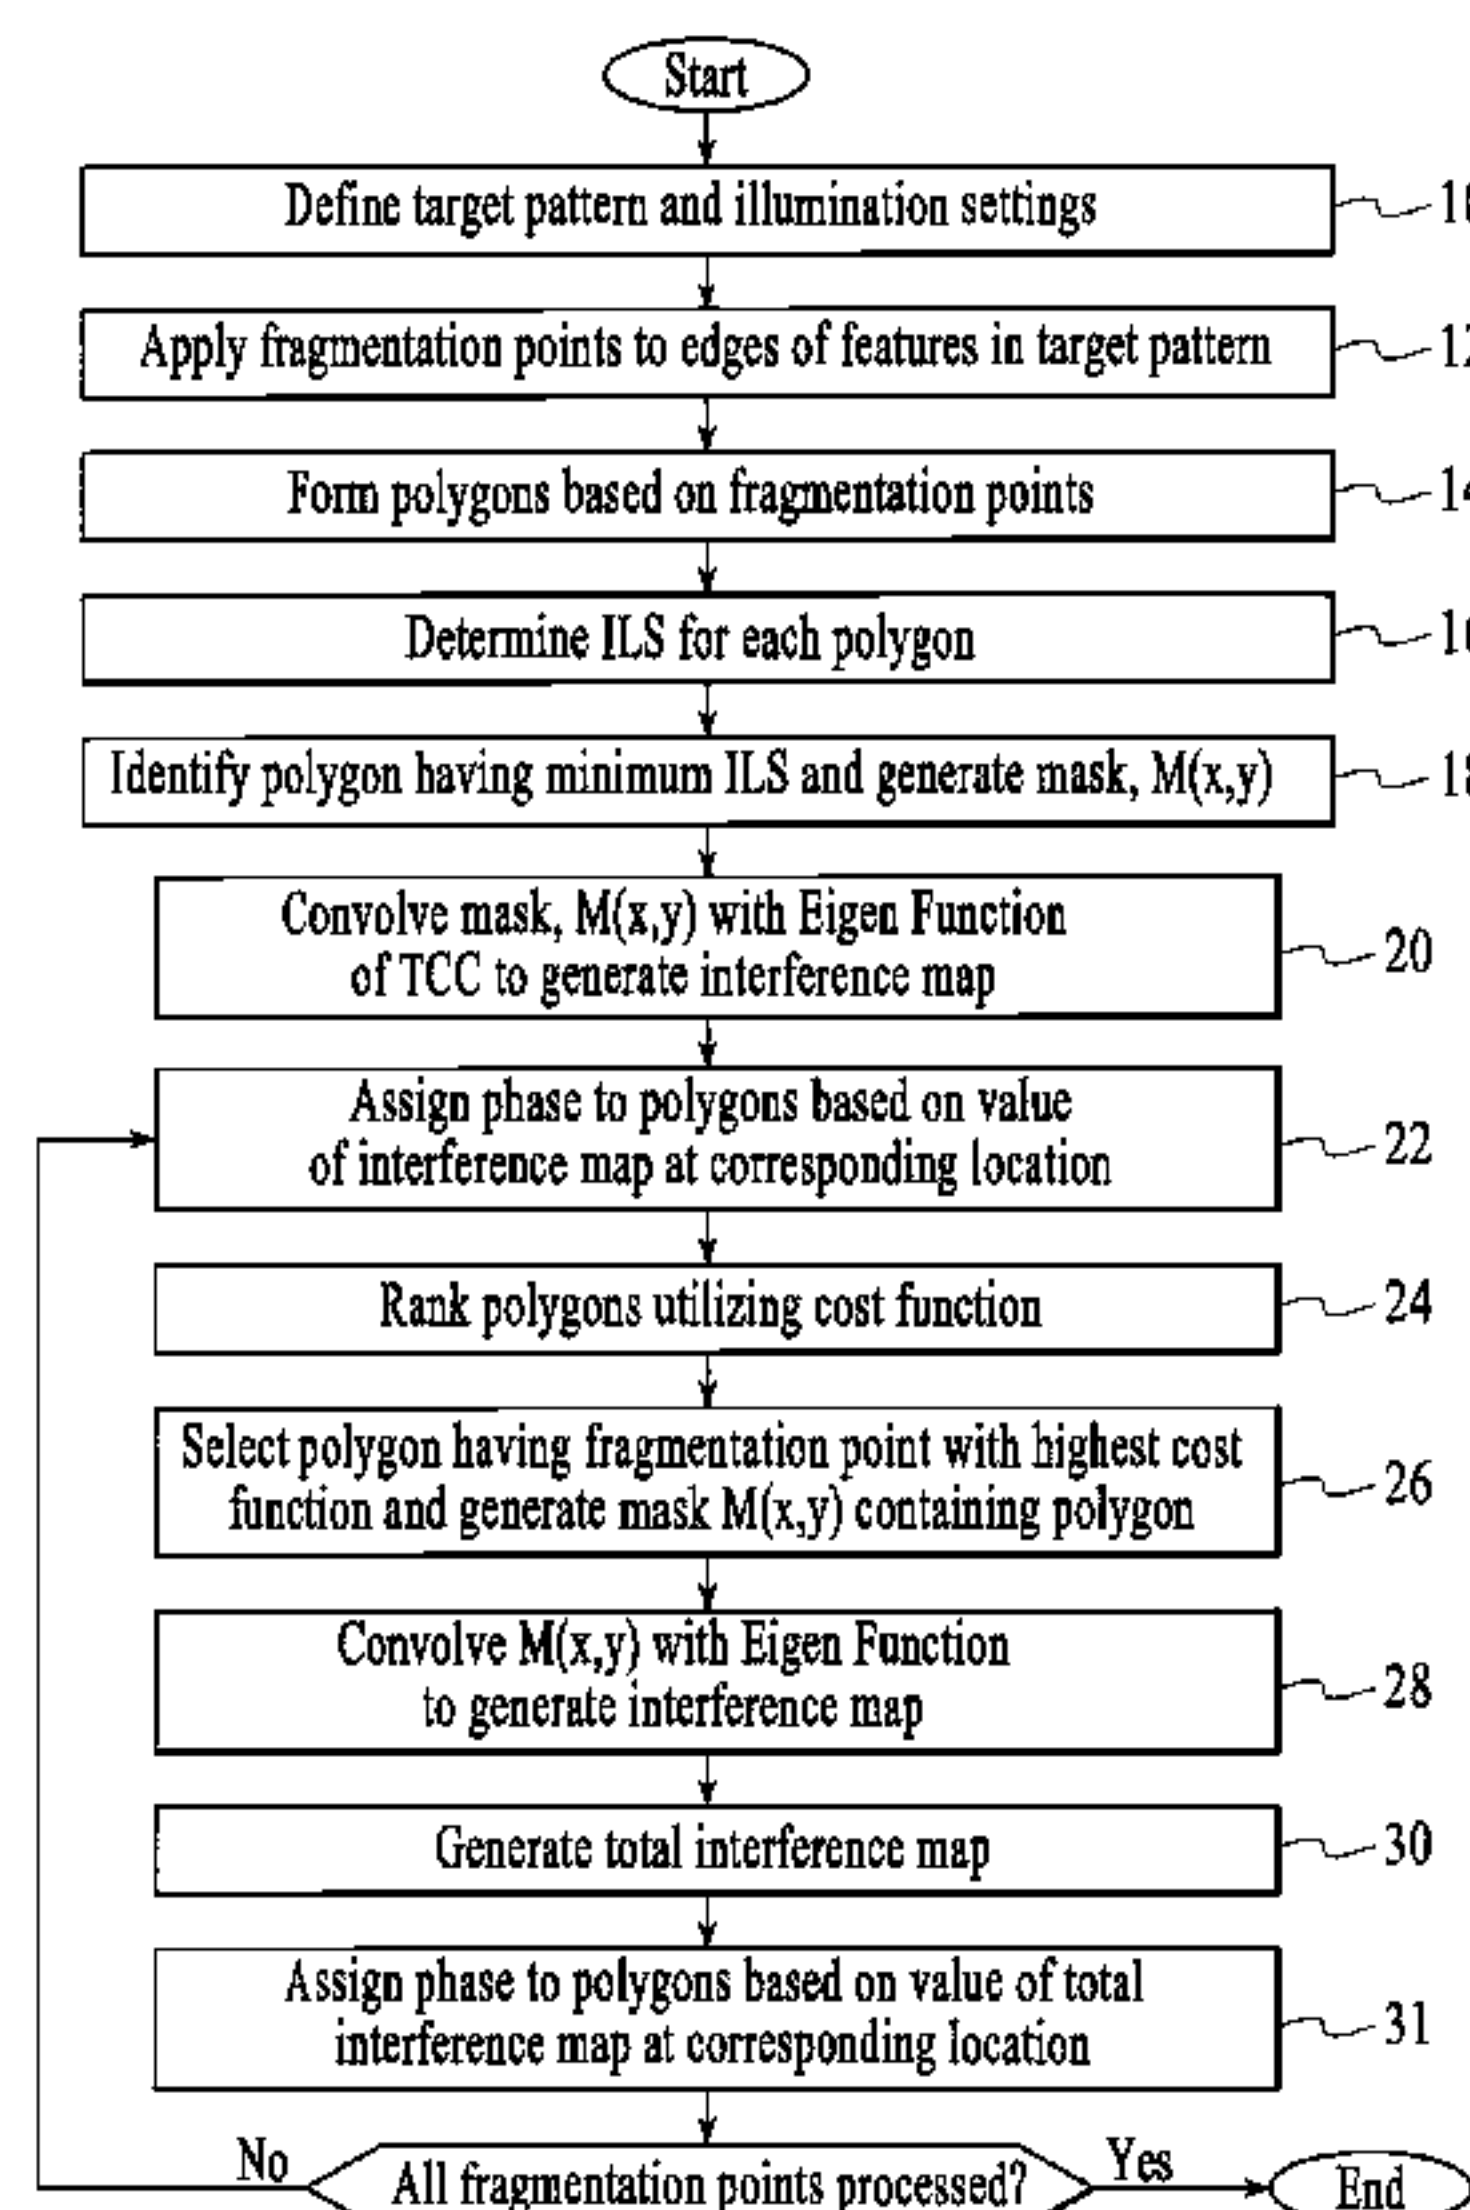 Start
Define target pattern and illumination settings
Apply fragmentation points to edges of features in target pattern
Form polygons based on fragmentation points
Determine ILS for each polygon
Identify polygon having minimum ILS and generate mask, M(x,y)
Convolve mask, M(x,y) with Eigen Function
of TCC to generate interference map
20
Assign phase to polygons based on value
of interference map at corresponding location
22
Rank polygons utilizing cost function
24
Select polygon having fragmentation point with highest cost
function and generate mask M(x,y) containing polygon
26
Convolve M(x,y) with Eigen Function
to generate interference map
28
Generate total interference map
30
Assign phase to polygons based on value of total
interference map at corresponding location
31
No
All fragmentation points processed?
Yes
End